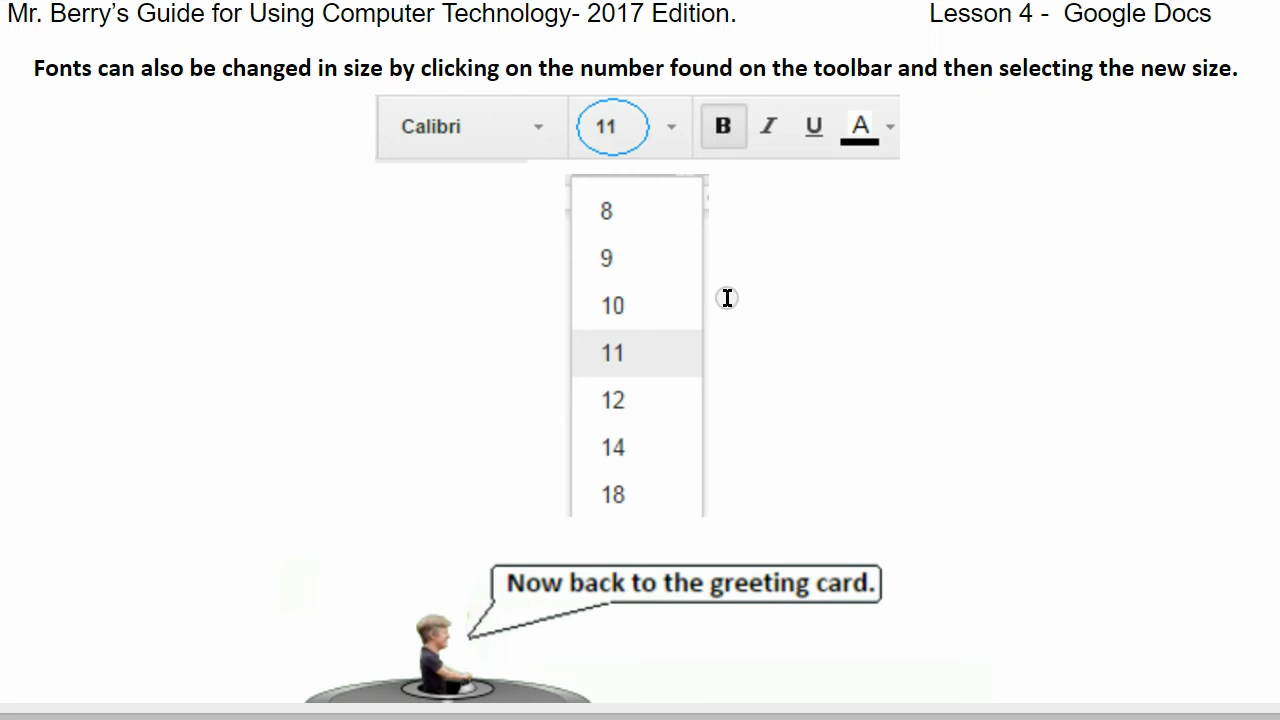 Mr. Berry’s Guide for Using Computer Technology- 2017 Edition. Lesson 4 - Google Docs
Fonts can also be changed in size by clicking on the number found on the toolbar and then selecting the new size.
Calibri 11 B I U A
8
9
10
11
12
14
18
Now back to the greeting card.